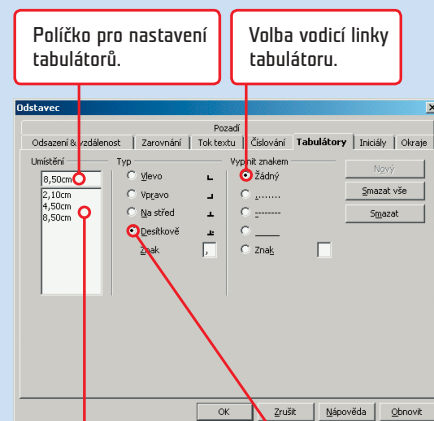 Políčko pro nastavení
tabulátorů.
Volba vodicí linky
tabulátoru.
Odstavec
Pozadí
Odsazení & vzdálenost Zarovnání Tok textu Číslování Tabulátory Iniciály Okraje
Umístění Typ Vyplnit znakem
8,50cm Vlevo Žádný Nový
2,10cm Vpravo ........ Smazat vše
4,50cm Na střed -------- Smazat
8,50cm Desítkově _____
Znak , Znak
OK Zrušit Nápověda Obnovit